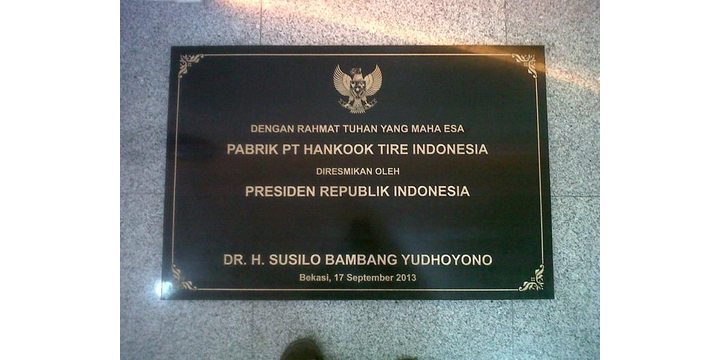 DENGAN RAHMAT TUHAN YANG MAHA ESA
PABRIK PT HANKOOK TIRE INDONESIA
DIRESMIKAN OLEH
PRESIDEN REPUBLIK INDONESIA
DR. H. SUSILO BAMBANG YUDHOYONO
Bekasi, 17 September 2013